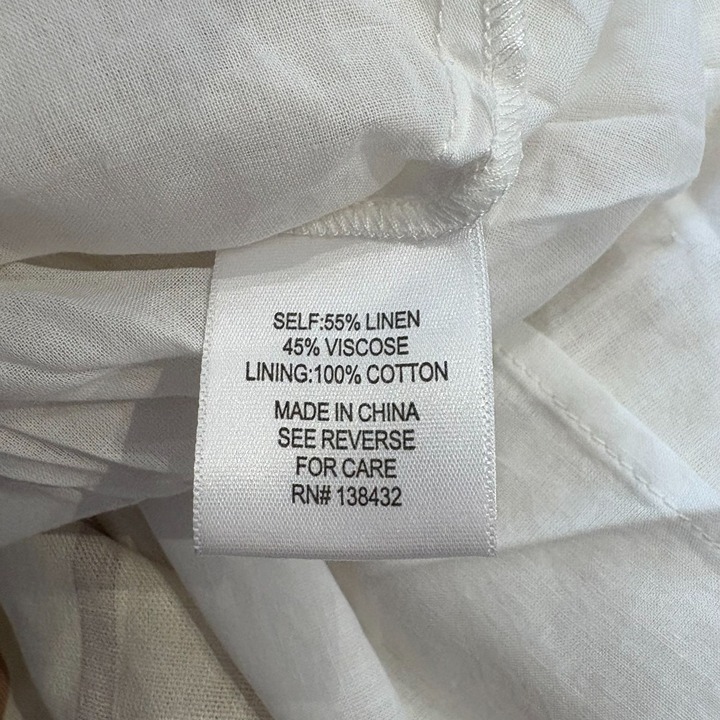 SELF:55% LINEN
45% VISCOSE
LINING:100% COTTON
MADE IN CHINA
SEE REVERSE
FOR CARE
RN# 138432